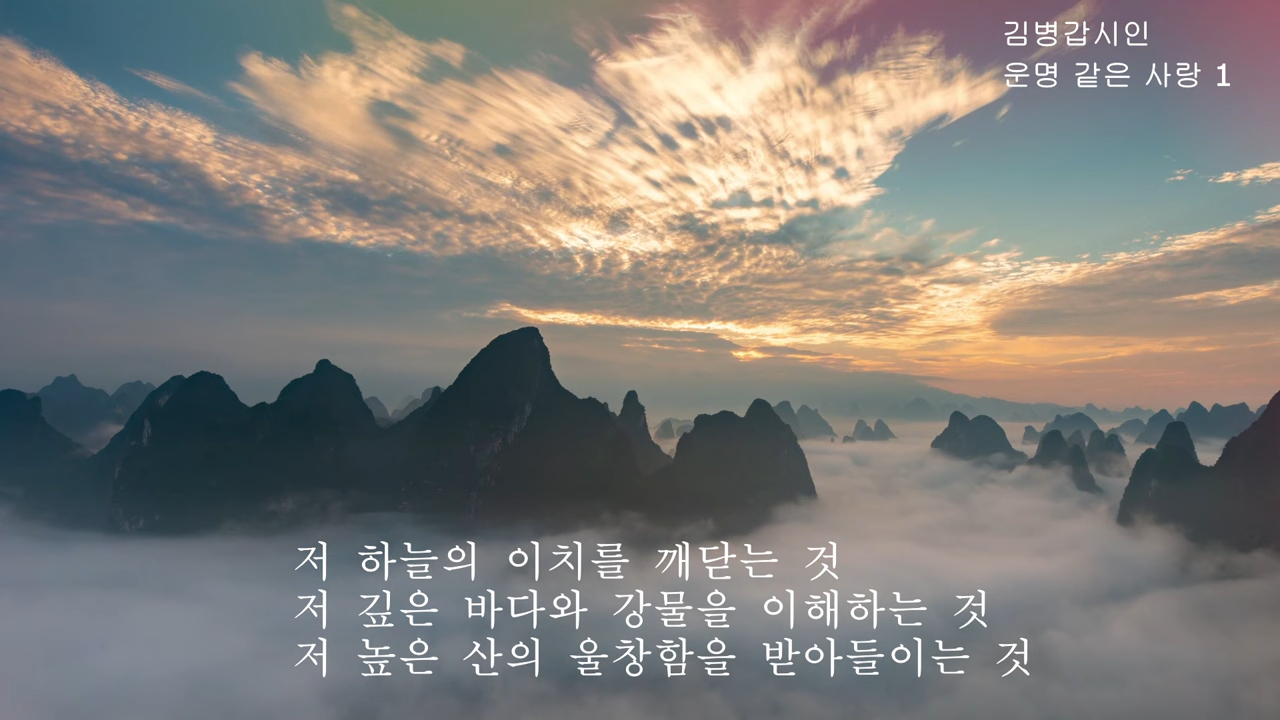 김병갑시인
운명 같은 사랑 1
저 하늘의 이치를 깨닫는 것
저 깊은 바다와 강물을 이해하는 것
저 높은 산의 울창함을 받아들이는 것